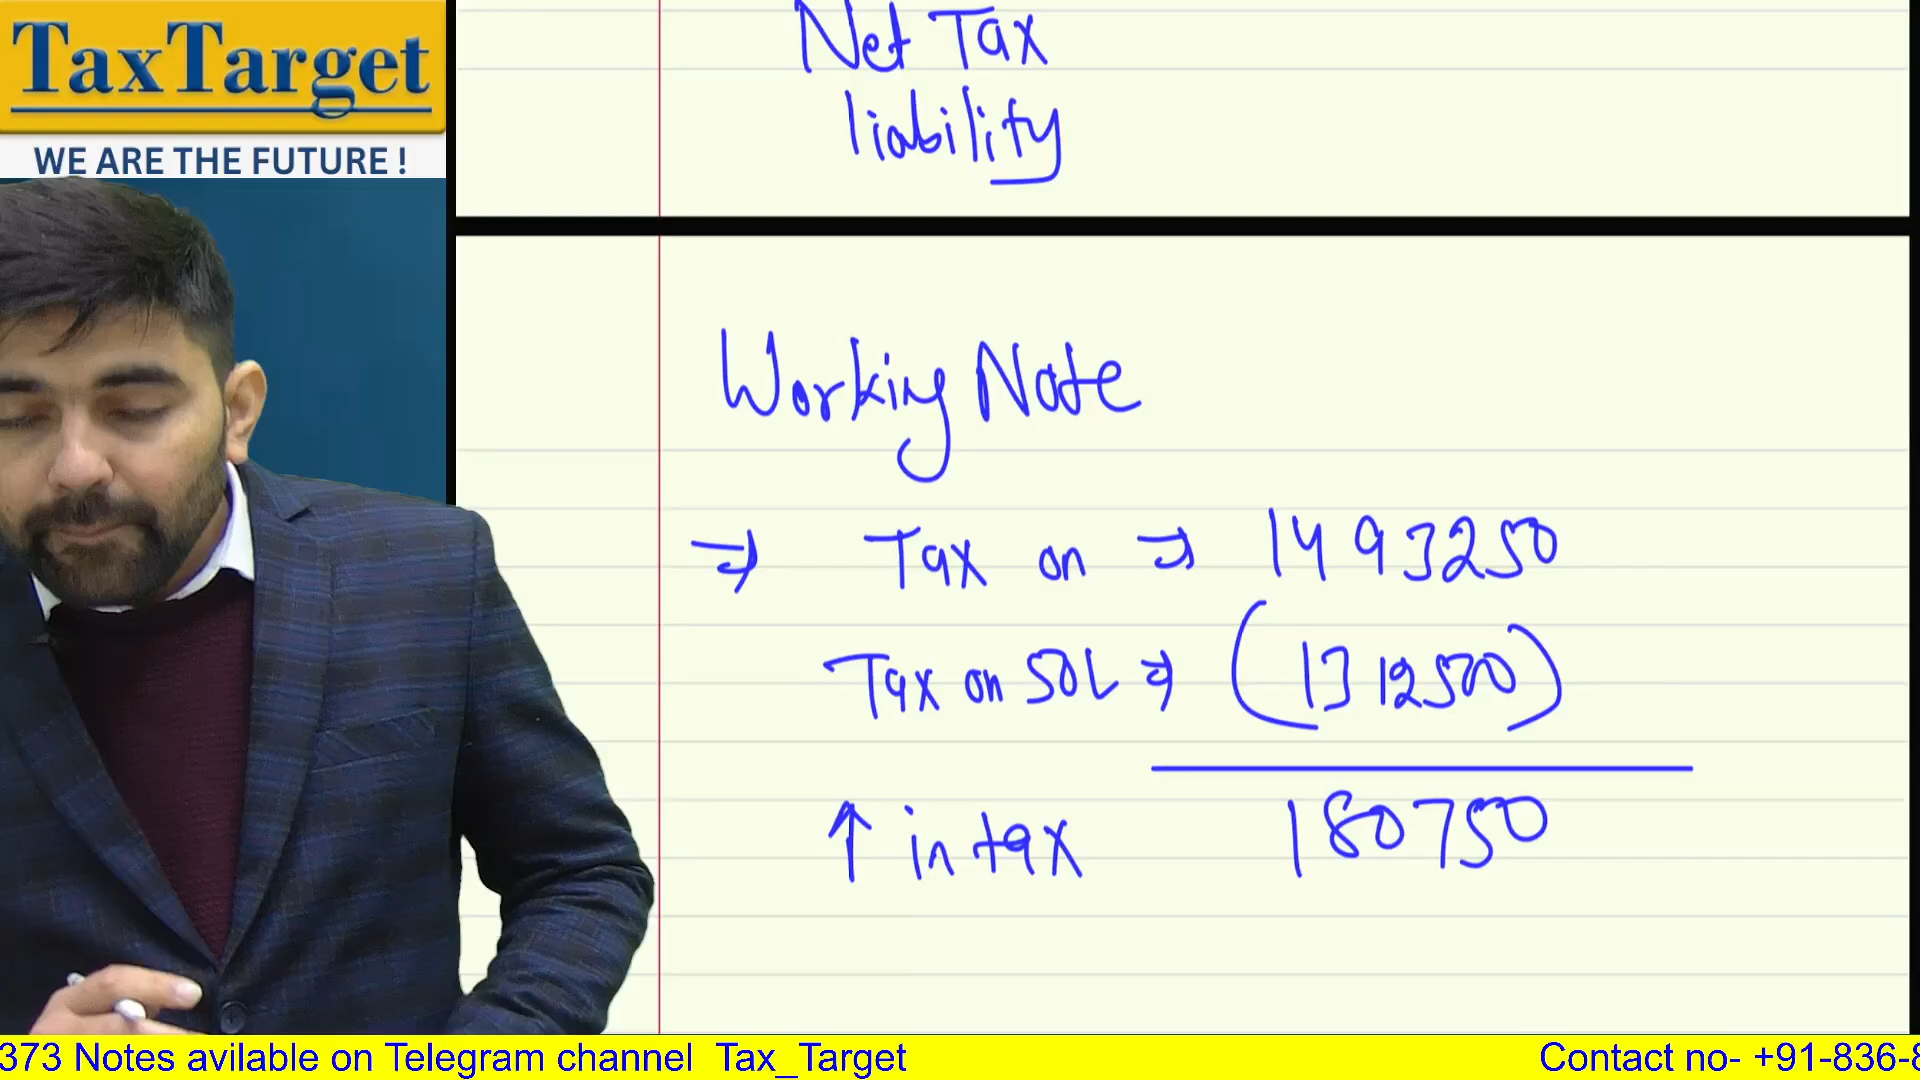 TaxTarget
WE ARE THE FUTURE !
Net Tax
liability
Working Note
⇒ Tax on ⇒ 1493250
Tax on 50L ⇒ (1312500)
↑ in tax 180750
373 Notes avilable on Telegram channel Tax_Target
Contact no- +91-836-8